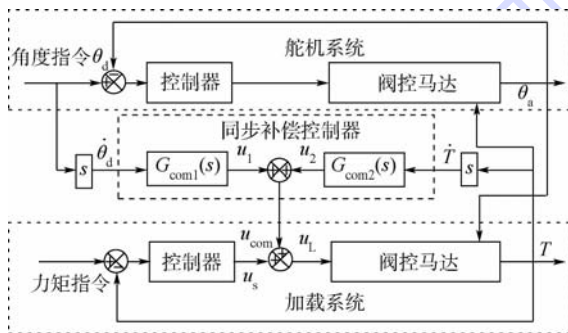 舵机系统
角度指令θd
控制器
阀控马达
θa
同步补偿控制器
θ̇d
s
Gcom1(s)
u1
u2
Gcom2(s)
Ṫ
s
ucom
uL
力矩指令
控制器
us
阀控马达
T
加载系统